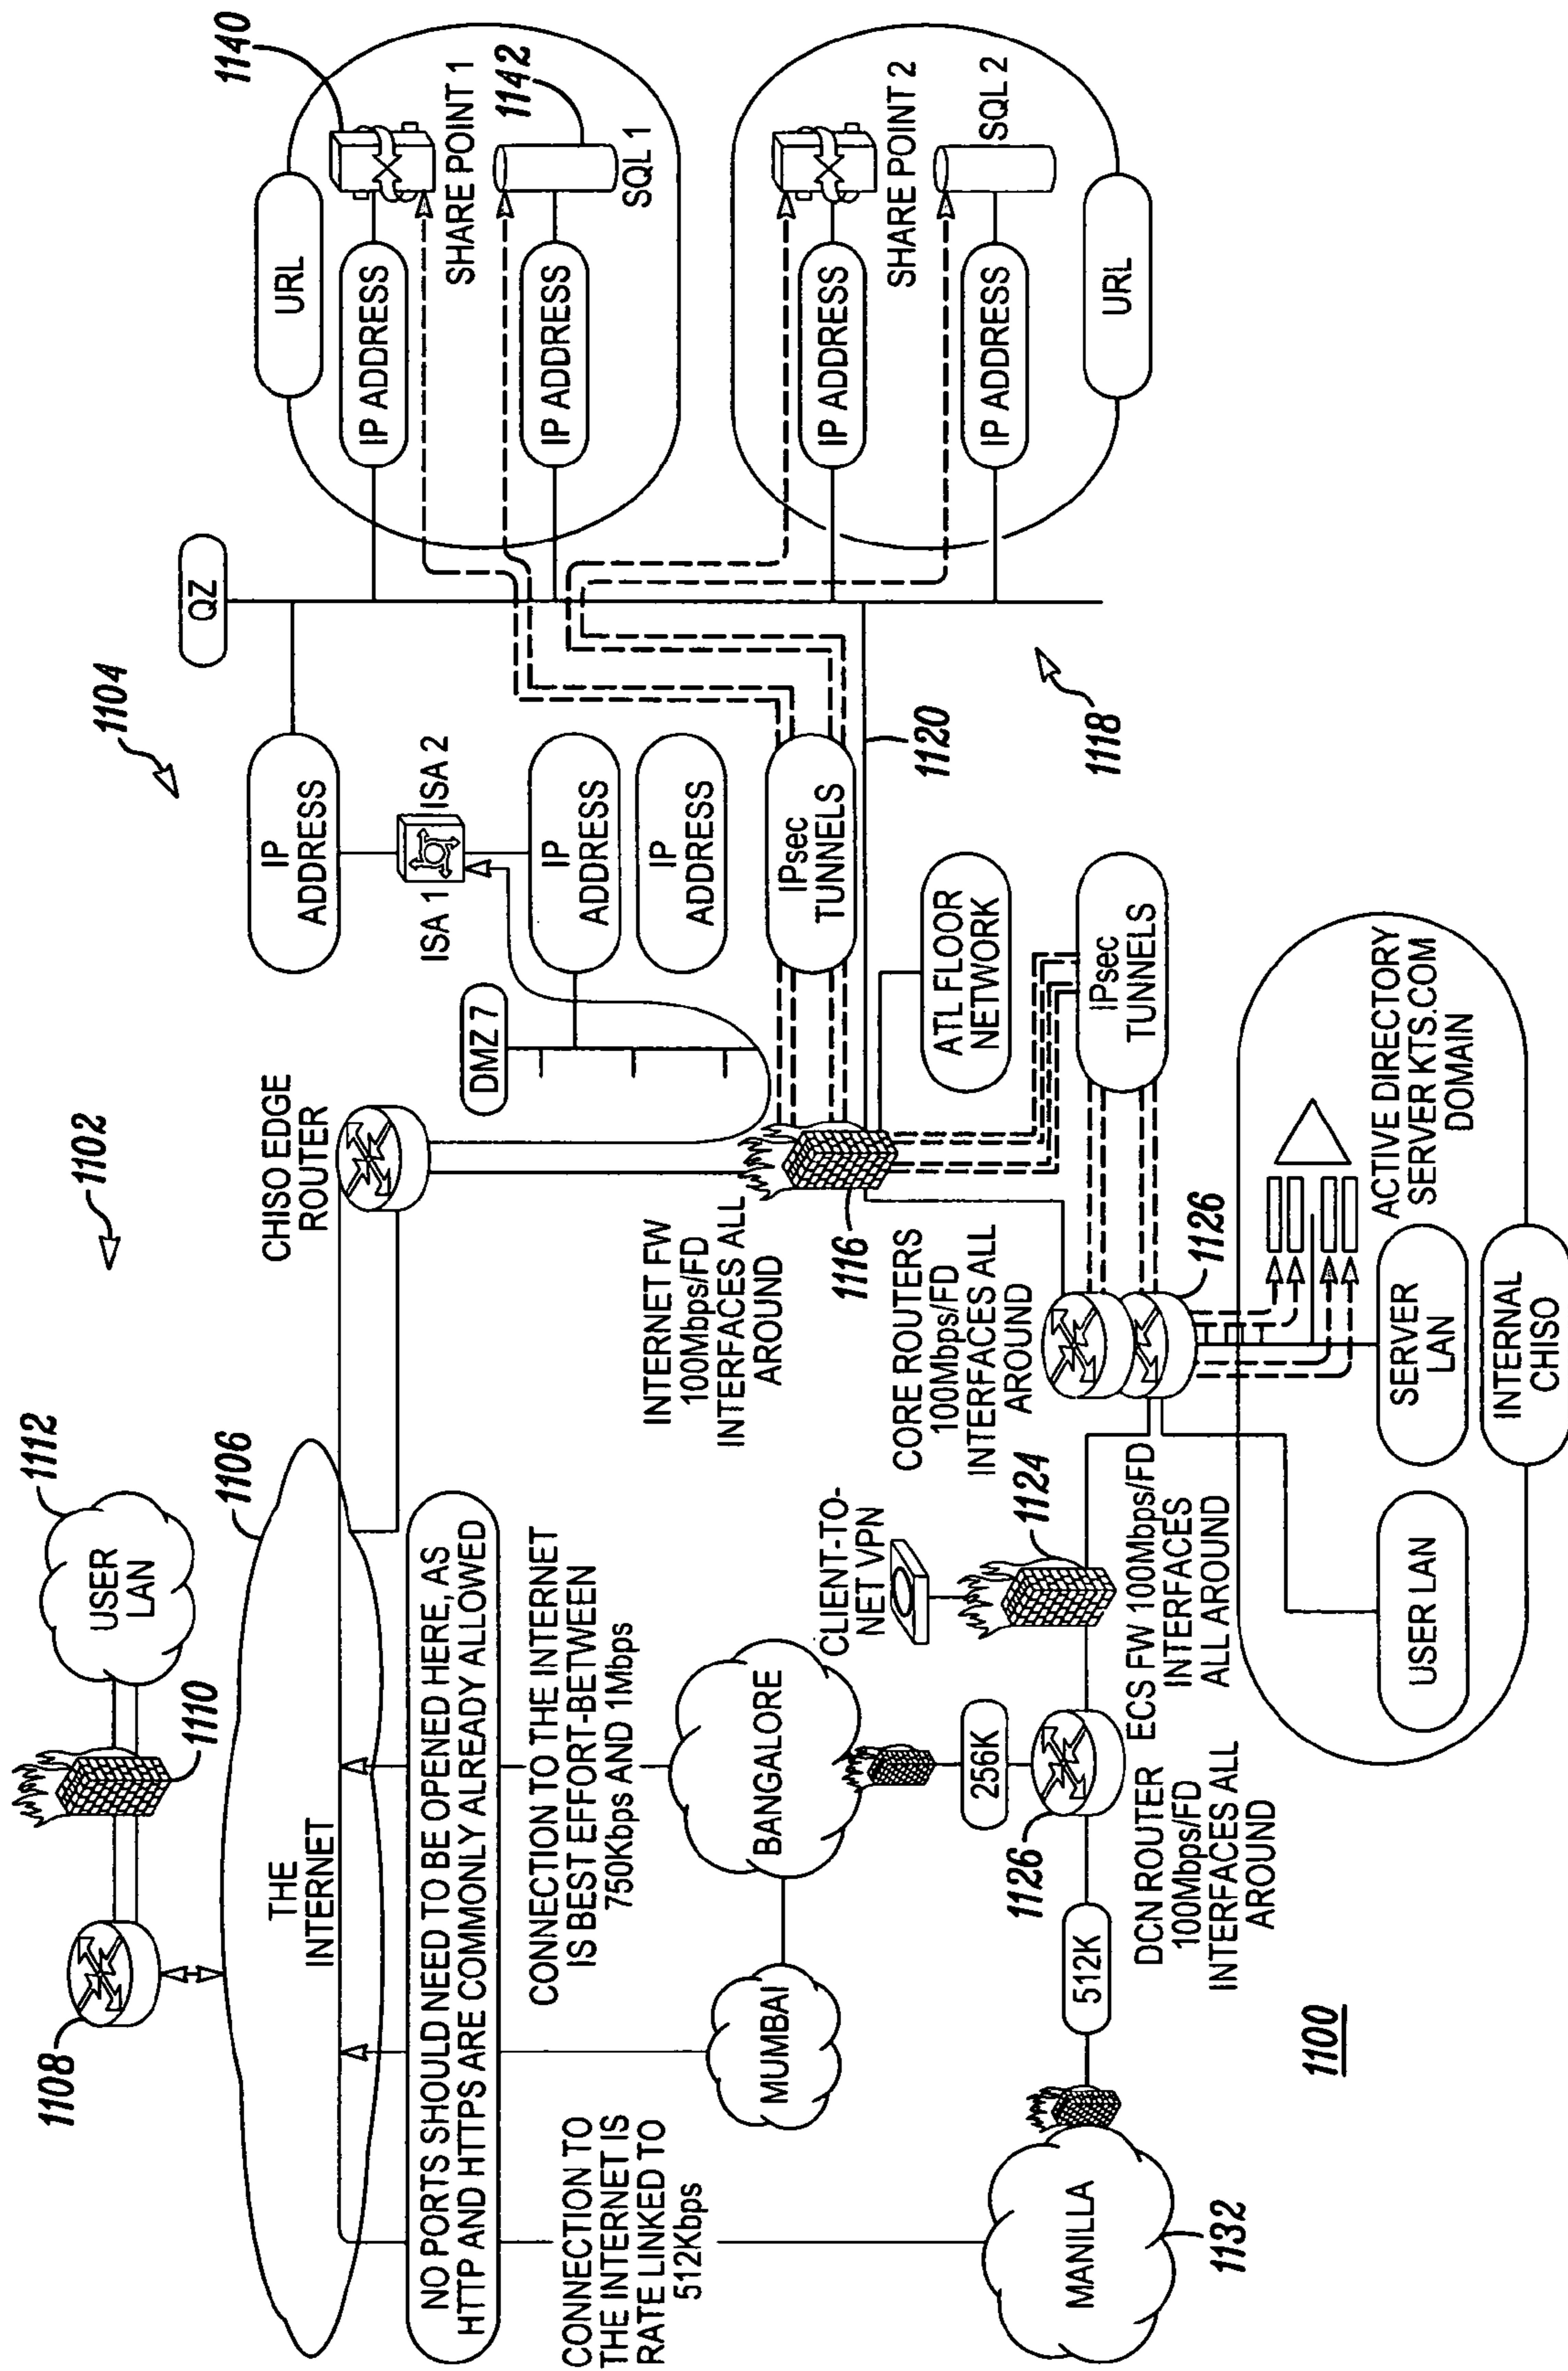 1108
1110
USER
LAN
1112
1106
THE
INTERNET
1102
CHISO EDGE
ROUTER
1104
QZ
NO PORTS SHOULD NEED TO BE OPENED HERE, AS
HTTP AND HTTPS ARE COMMONLY ALREADY ALLOWED
CONNECTION TO
THE INTERNET IS
RATE LINKED TO
512Kbps
CONNECTION TO THE INTERNET
IS BEST EFFORT-BETWEEN
750Kbps AND 1Mbps
DMZ 7
IP
ADDRESS
ISA 1
ISA 2
IP
ADDRESS
IP
ADDRESS
IPsec
TUNNELS
URL
IP ADDRESS
1140
SHARE POINT 1
IP ADDRESS
1142
SQL 1
IP ADDRESS
SHARE POINT 2
IP ADDRESS
SQL 2
URL
INTERNET FW
100Mbps/FD
INTERFACES ALL
AROUND
1116
1120
1118
MUMBAI
BANGALORE
CLIENT-TO-
NET VPN
1124
CORE ROUTERS
100Mbps/FD
INTERFACES ALL
AROUND
ATL FLOOR
NETWORK
IPsec
TUNNELS
MANILLA
1132
512K
256K
1126
DCN ROUTER
100Mbps/FD
INTERFACES ALL
AROUND
ECS FW 100Mbps/FD
INTERFACES
ALL AROUND
1126
USER LAN
SERVER
LAN
ACTIVE DIRECTORY
SERVER KTS.COM
DOMAIN
INTERNAL
CHISO
1100